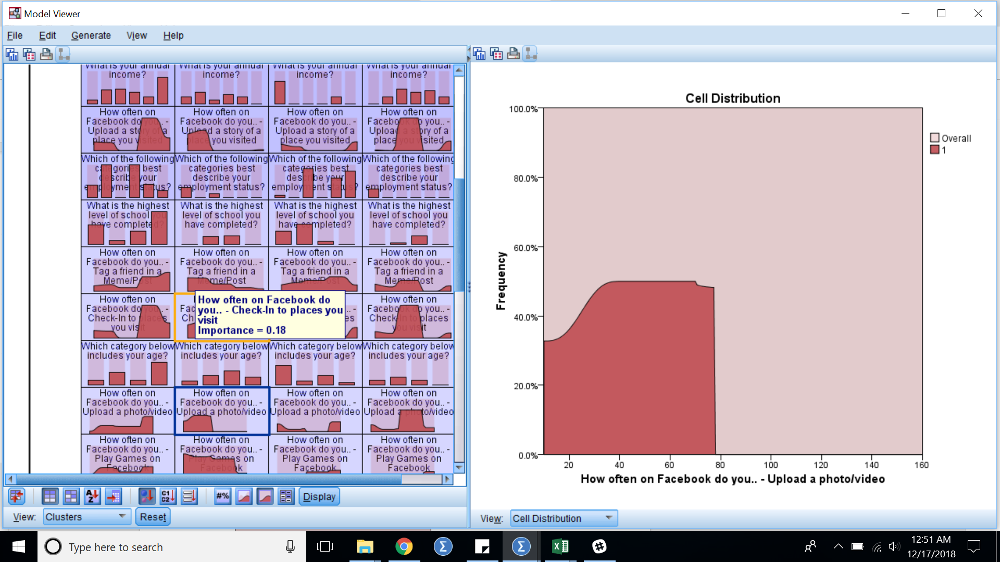 Model Viewer
File Edit Generate View Help
What is your annual What is your annual What is your annual What is your annual
income? income? income? income?
How often on How often on How often on How often on
Facebook do you.. - Facebook do you.. - Facebook do you.. - Facebook do you.. -
Upload a story of a Upload a story of a Upload a story of a Upload a story of a
place you visited place you visited place you visited place you visited
Which of the following Which of the following Which of the following Which of the following
categories best categories best categories best categories best
describe your describe your describe your describe your
employment status? employment status? employment status? employment status?
What is the highest What is the highest What is the highest What is the highest
level of school you level of school you level of school you level of school you
have completed? have completed? have completed? have completed?
How often on How often on How often on How often on
Facebook do you.. - Facebook do you.. - Facebook do you.. - Facebook do you.. -
Tag a friend in a Tag a friend in a Tag a friend in a Tag a friend in a
Meme/Post Meme/Post Meme/Post Meme/Post
How often on How often on
Facebook do you.. - Facebook do you.. -
Check-In to places Check-In to places
you visit you visit
How often on Facebook do
you.. - Check-In to places you
visit
Importance = 0.18
Which category below Which category below Which category below Which category below
includes your age? includes your age? includes your age? includes your age?
How often on How often on How often on How often on
Facebook do you.. - Facebook do you.. - Facebook do you.. - Facebook do you.. -
Upload a photo/video Upload a photo/video Upload a photo/video Upload a photo/video
How often on How often on How often on How often on
Facebook do you.. - Facebook do you.. - Facebook do you.. - Facebook do you.. -
Play Games on Play Games on Play Games on Play Games on
Facebook Facebook Facebook Facebook
A Z C1 C2 #% Display
View: Clusters Reset
Cell Distribution
100.0%
80.0%
60.0%
40.0%
20.0%
0.0%
Frequency
20 40 60 80 100 120 140 160
How often on Facebook do you.. - Upload a photo/video
Overall
1
View: Cell Distribution
Type here to search
12:51 AM
12/17/2018